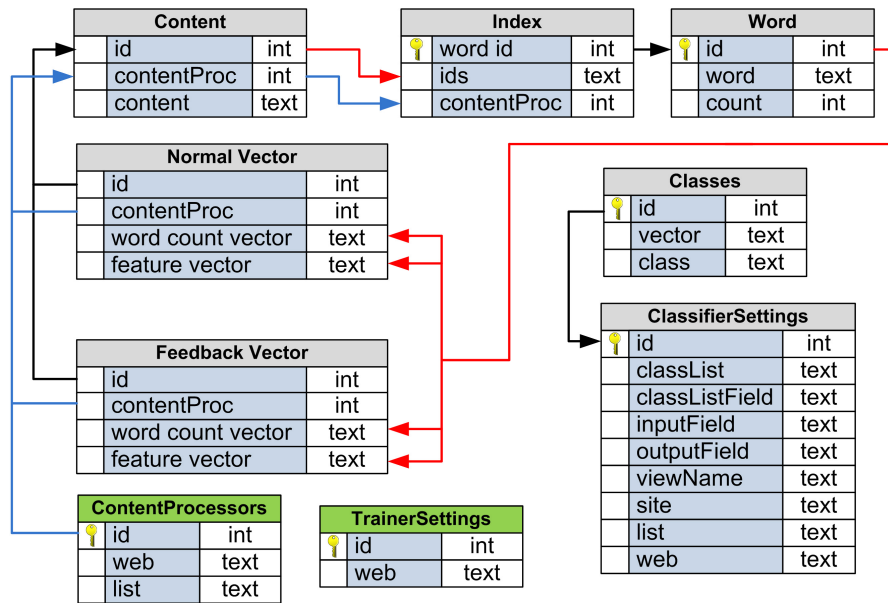 Content
id int
contentProc int
content text
Index
word id int
ids text
contentProc int
Word
id int
word text
count int
Normal Vector
id int
contentProc int
word count vector text
feature vector text
Classes
id int
vector text
class text
Feedback Vector
id int
contentProc int
word count vector text
feature vector text
ClassifierSettings
id int
classList text
classListField text
inputField text
outputField text
viewName text
site text
list text
web text
ContentProcessors
id int
web text
list text
TrainerSettings
id int
web text